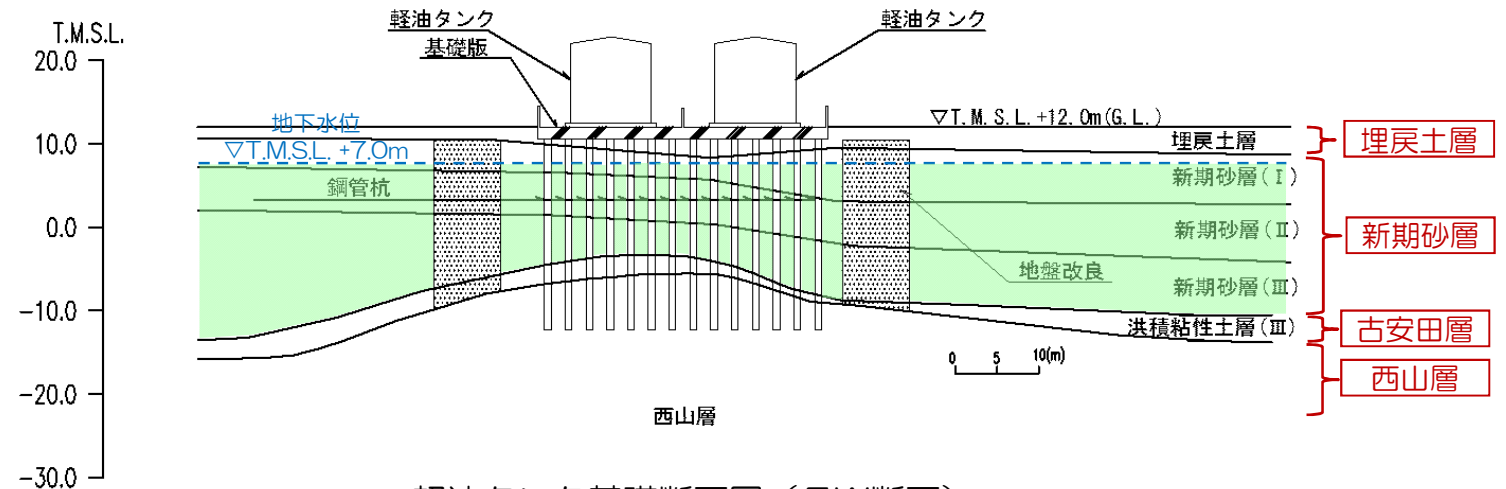 T.M.S.L.
20.0
10.0
0.0
-10.0
-20.0
-30.0
軽油タンク
軽油タンク
基礎版
地下水位
▽T.M.S.L. +7.0m
▽T.M.S.L.+12.0m(G.L.)
埋戻土層
埋戻土層
鋼管杭
新期砂層(Ⅰ)
新期砂層(Ⅱ)
新期砂層
地盤改良
新期砂層(Ⅲ)
洪積粘性土層(Ⅲ)
古安田層
0 5 10(m)
西山層
西山層